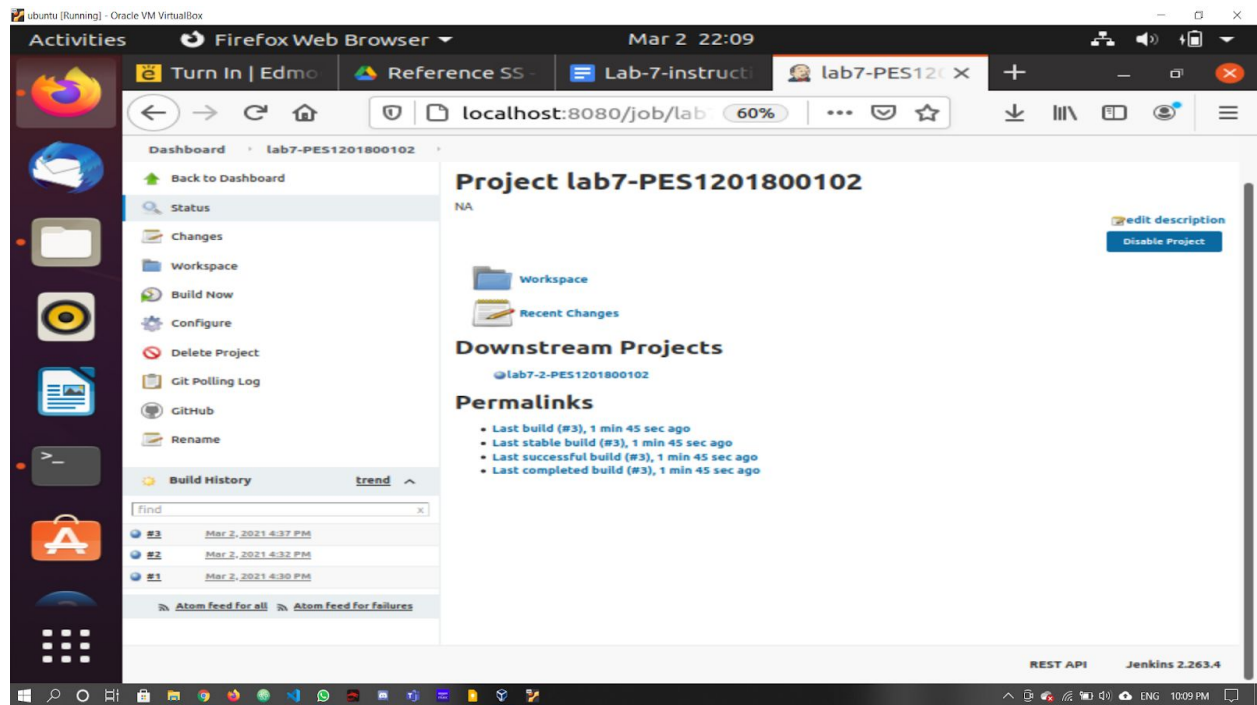 ubuntu [Running] - Oracle VM VirtualBox
Activities Firefox Web Browser Mar 2 22:09
Turn In | Edmo Reference SS - Lab-7-instructi lab7-PES120
localhost:8080/job/lab 60%
Dashboard lab7-PES1201800102
Back to Dashboard
Status
Changes
Workspace
Build Now
Configure
Delete Project
Git Polling Log
GitHub
Rename
Build History trend
find x
#3 Mar 2, 2021 4:37 PM
#2 Mar 2, 2021 4:32 PM
#1 Mar 2, 2021 4:30 PM
Atom feed for all Atom feed for failures
Project lab7-PES1201800102
NA
edit description
Disable Project
Workspace
Recent Changes
Downstream Projects
lab7-2-PES1201800102
Permalinks
Last build (#3), 1 min 45 sec ago
Last stable build (#3), 1 min 45 sec ago
Last successful build (#3), 1 min 45 sec ago
Last completed build (#3), 1 min 45 sec ago
REST API Jenkins 2.263.4
ENG 10:09 PM